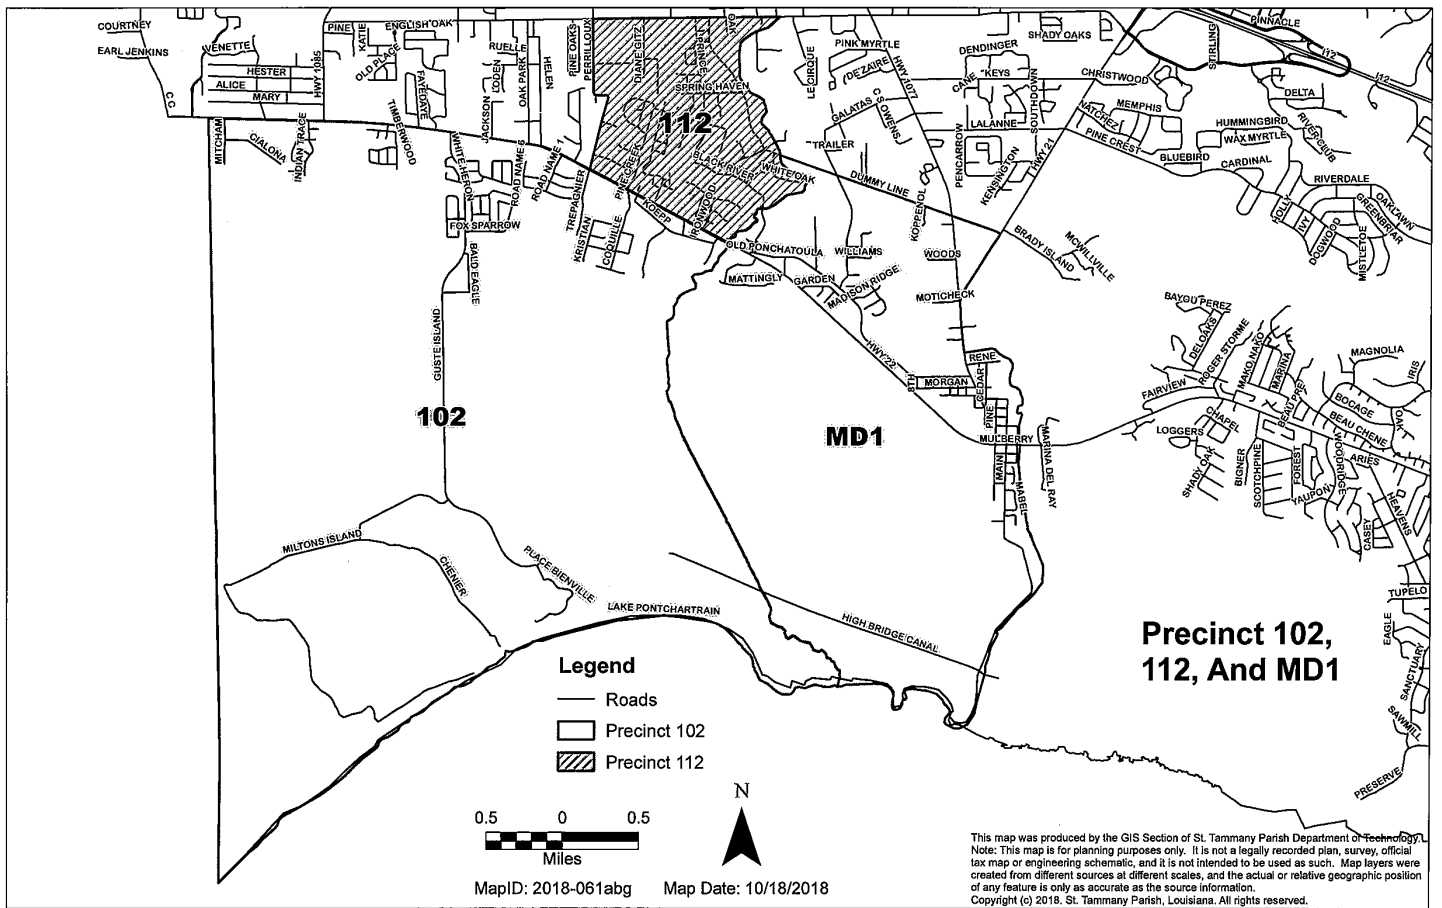 COURTNEY
EARL JENKINS
VENETTE
HESTER
ALICE
MARY
C C
HWY 1085
PINE
KATIE
ENGLISH OAK
OLD PLACE
FAYEDAYE
TIMBERWOOD
RUELLE
LODEN
JACKSON
OAK PARK
HELEN
PINE OAKS
PERRILLOUX
DIANE GITZ
OAK
SPRING HAVEN
112
LE CIRQUE
PINK MYRTLE
DE'ZAIRE
HWY 1077
GALATAS
C S OWENS
TRAILER
DENDINGER
SHADY OAKS
CANE
KEYS
SOUTHDOWN
LALANNE
PENCARROW
KENSINGTON
HWY 21
CHRISTWOOD
STIRLING
PINNACLE
I12
I12
DELTA
NATCHEZ
MEMPHIS
PINE CREST
HUMMINGBIRD
WAX MYRTLE
RIVER CLUB
BLUEBIRD
CARDINAL
RIVERDALE
OAKLAWN
GREENBRIAR
HOLLY
IVY
DOGWOOD
MISTLETOE
MITCHAM
CIALONA
INDIAN TRACE
WHITE HERON
ROAD NAME 6
ROAD NAME 1
TREPAGNIER
KRISTIAN
COQUILLE
PINE CREEK
KOEPP
IRONWOOD
BLACK RIVER
WHITE OAK
DUMMY LINE
KOPPENOL
FOX SPARROW
BALD EAGLE
GUSTE ISLAND
OLD PONCHATOULA
MATTINGLY
GARDEN
WILLIAMS
MADISON RIDGE
WOODS
MOTICHECK
BRADY ISLAND
MCWILLVILLE
HWY 22
BAYOU PEREZ
DELOAKS
ROGER STORME
MAKO NAKO
MARINA
MAGNOLIA
IRIS
RENE
MORGAN
CEDAR
PINE
MULBERRY
MAIN
MABEL
MARINA DEL RAY
FAIRVIEW
CHAPEL
LOGGERS
SHADY OAK
BIGNER
SCOTCHPINE
FOREST
BEAU PRE
BOCAGE
BEAU CHENE
OAK
WOODRIDGE
ARIES
YAUPON
CASEY
HEAVENS
102
MD1
MILTONS ISLAND
CHENIER
PLACE BIENVILLE
LAKE PONTCHARTRAIN
HIGH BRIDGE CANAL
TUPELO
EAGLE
SANCTUARY
SAWMILL
PRESERVE
Precinct 102,
112, And MD1
Legend
Roads
Precinct 102
Precinct 112
N
0.5 0 0.5
Miles
MapID: 2018-061abg Map Date: 10/18/2018
This map was produced by the GIS Section of St. Tammany Parish Department of Technology.
Note: This map is for planning purposes only. It is not a legally recorded plan, survey, official
tax map or engineering schematic, and it is not intended to be used as such. Map layers were
created from different sources at different scales, and the actual or relative geographic position
of any feature is only as accurate as the source information.
Copyright (c) 2018. St. Tammany Parish, Louisiana. All rights reserved.